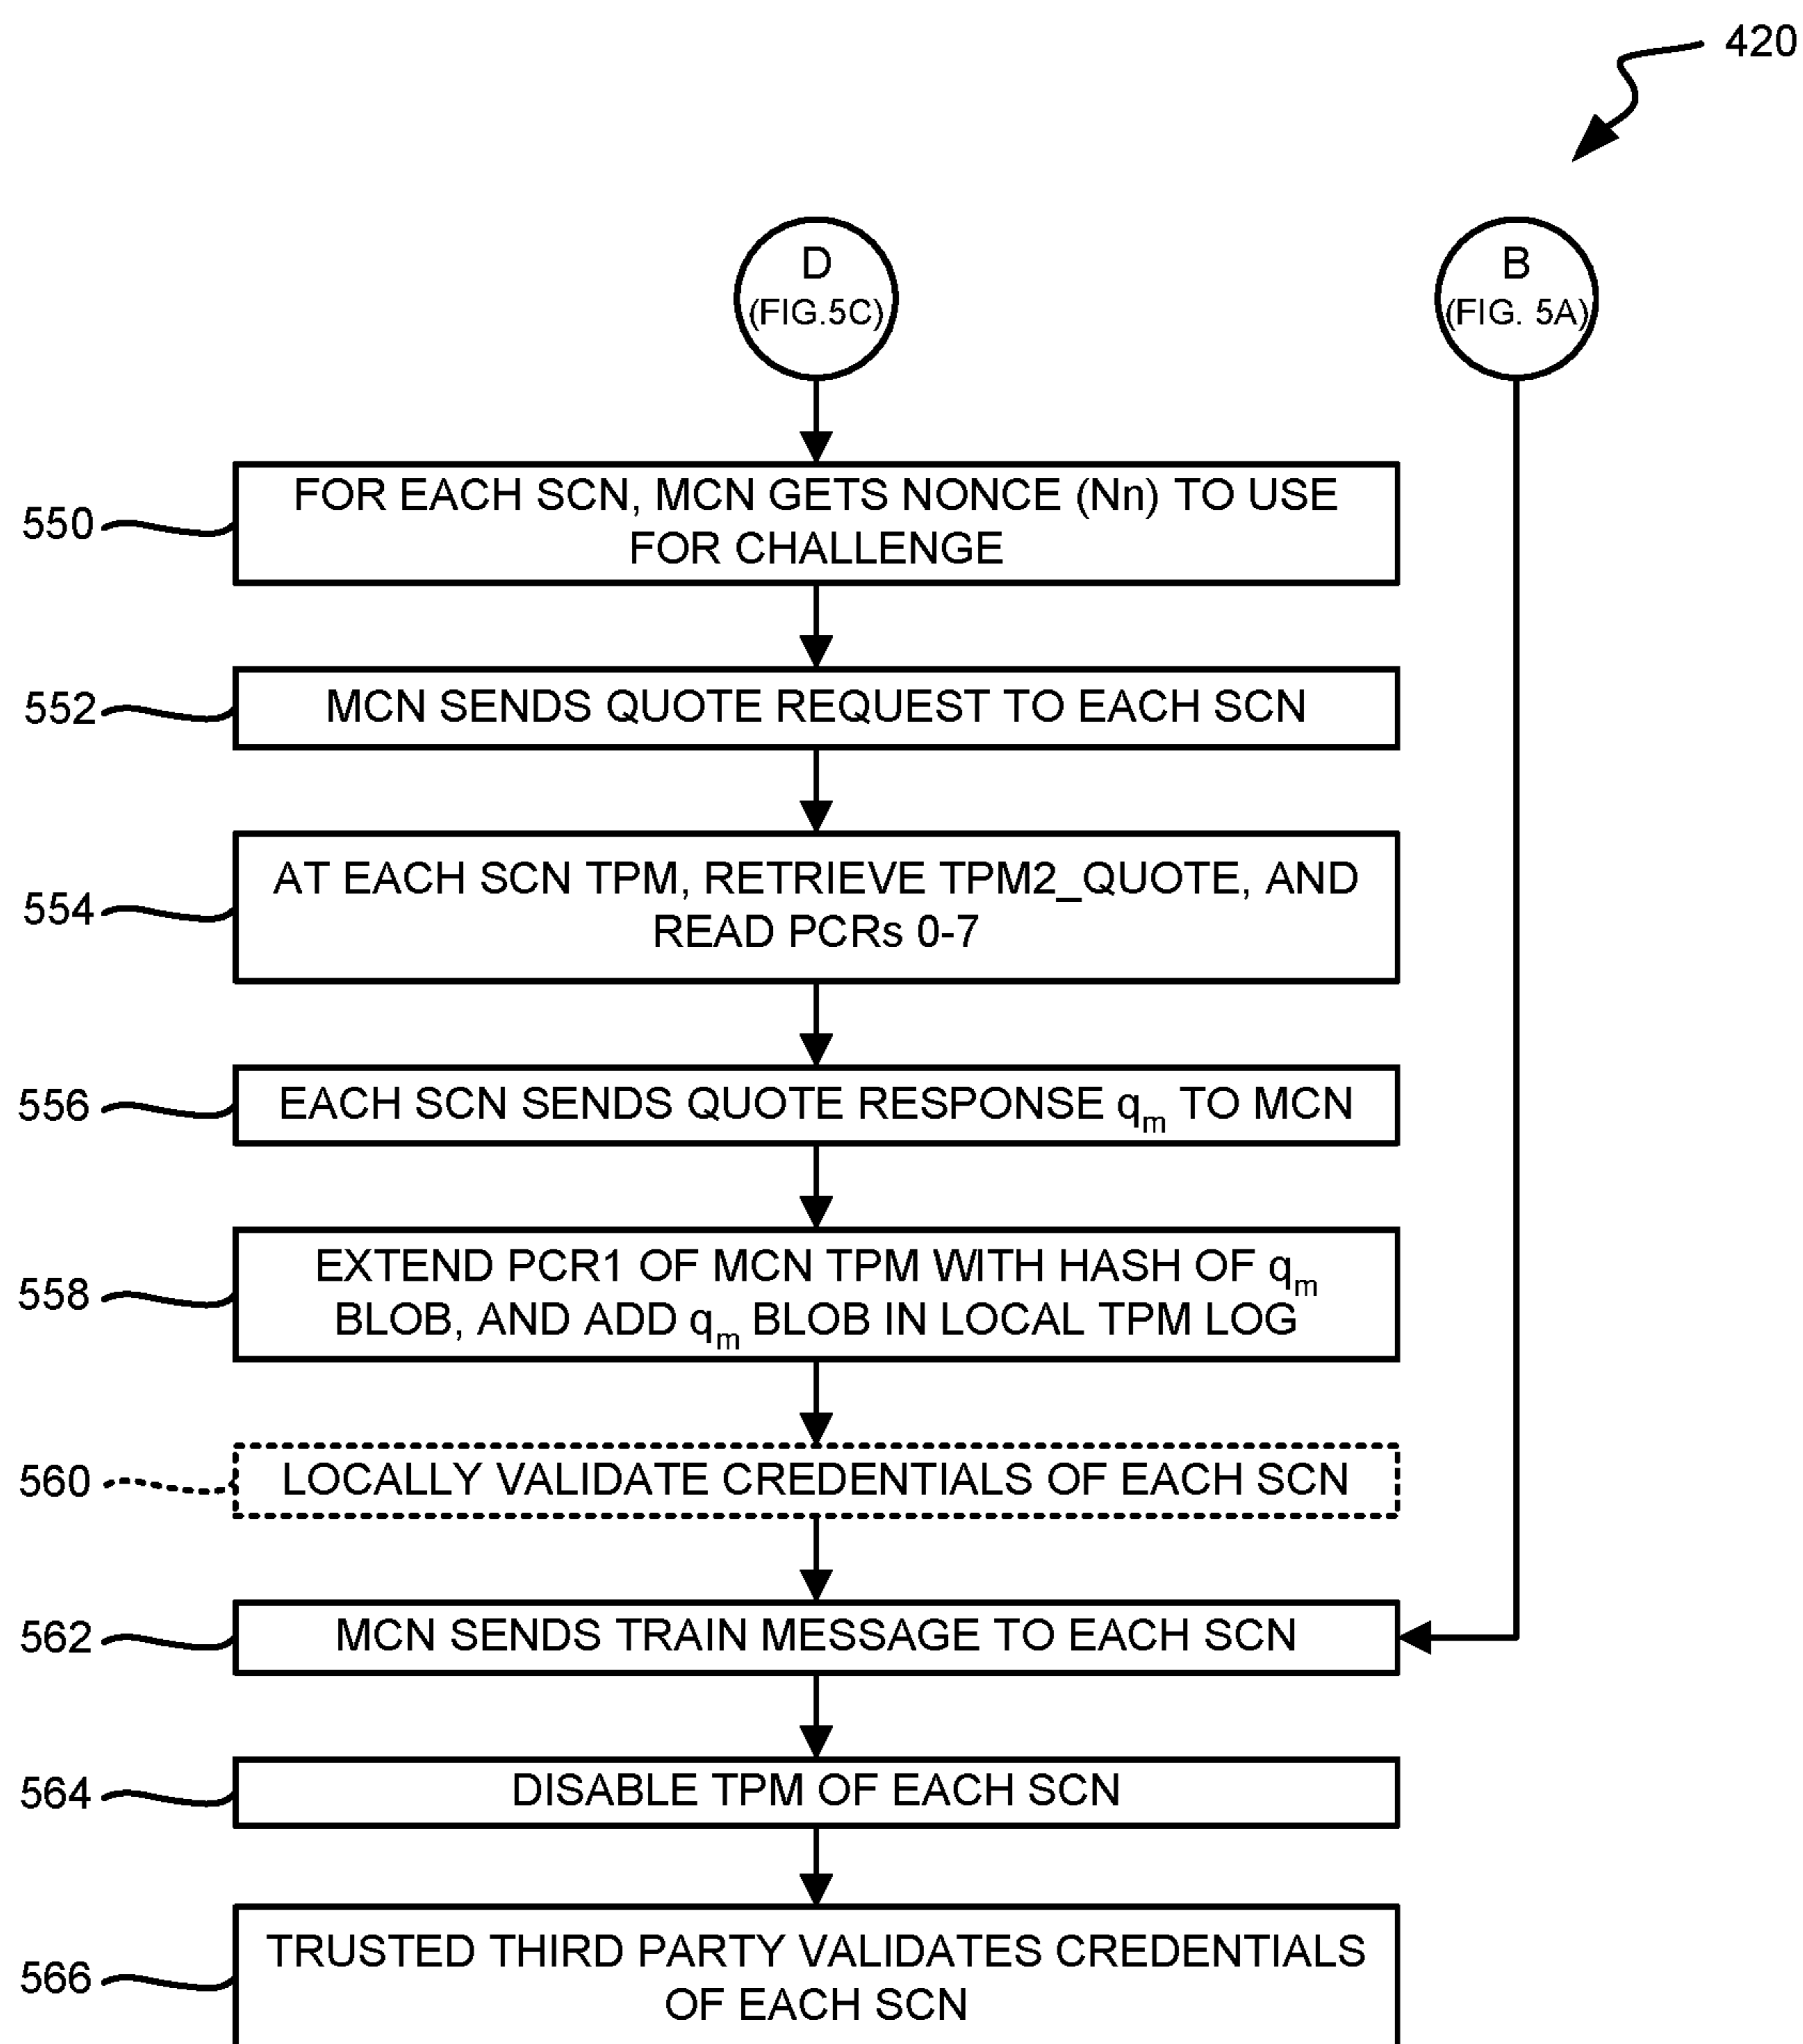 420
D
(FIG.5C)
B
(FIG. 5A)
550
FOR EACH SCN, MCN GETS NONCE (Nn) TO USE
FOR CHALLENGE
552
MCN SENDS QUOTE REQUEST TO EACH SCN
554
AT EACH SCN TPM, RETRIEVE TPM2_QUOTE, AND
READ PCRs 0-7
556
EACH SCN SENDS QUOTE RESPONSE qm TO MCN
558
EXTEND PCR1 OF MCN TPM WITH HASH OF qm
BLOB, AND ADD qm BLOB IN LOCAL TPM LOG
560
LOCALLY VALIDATE CREDENTIALS OF EACH SCN
562
MCN SENDS TRAIN MESSAGE TO EACH SCN
564
DISABLE TPM OF EACH SCN
566
TRUSTED THIRD PARTY VALIDATES CREDENTIALS
OF EACH SCN